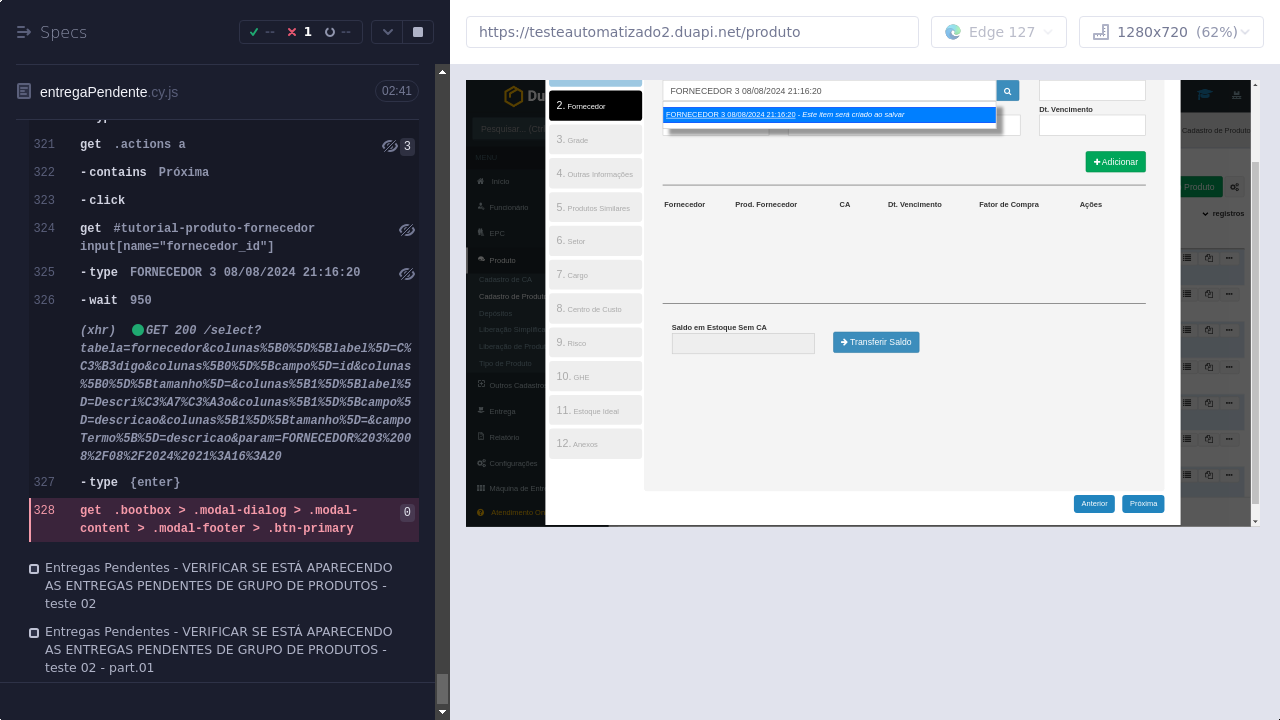 Specs
--
1
--
entregaPendente.cy.js
02:41
321 get .actions a 3
322 -contains Próxima
323 -click
324 get #tutorial-produto-fornecedor
input[name="fornecedor_id"]
325 -type FORNECEDOR 3 08/08/2024 21:16:20
326 -wait 950
(xhr) GET 200 /select?
tabela=fornecedor&colunas%5B0%5D%5Blabel%5D=C%
C3%B3digo&colunas%5B0%5D%5Bcampo%5D=id&colunas
%5B0%5D%5Btamanho%5D=&colunas%5B1%5D%5Blabel%5
D=Descri%C3%A7%C3%A3o&colunas%5B1%5D%5Bcampo%5
D=descricao&colunas%5B1%5D%5Btamanho%5D=&campo
Termo%5B%5D=descricao&param=FORNECEDOR%203%200
8%2F08%2F2024%2021%3A16%3A20
327 -type {enter}
328 get .bootbox > .modal-dialog > .modal-
content > .modal-footer > .btn-primary 0
Entregas Pendentes - VERIFICAR SE ESTÁ APARECENDO
AS ENTREGAS PENDENTES DE GRUPO DE PRODUTOS -
teste 02
Entregas Pendentes - VERIFICAR SE ESTÁ APARECENDO
AS ENTREGAS PENDENTES DE GRUPO DE PRODUTOS -
teste 02 - part.01
https://testeautomatizado2.duapi.net/produto
Edge 127
1280x720 (62%)
Du
Pesquisar... (Ctrl
MENU
Início
Funcionário
EPC
Produto
Cadastro de CA
Cadastro de Produto
Depósitos
Liberação Simplifica
Liberação de Produt
Tipo de Produto
Outros Cadastros
Entrega
Relatório
Configurações
Máquina de Entre
Atendimento On
2. Fornecedor
3. Grade
4. Outras Informações
5. Produtos Similares
6. Setor
7. Cargo
8. Centro de Custo
9. Risco
10. GHE
11. Estoque Ideal
12. Anexos
FORNECEDOR 3 08/08/2024 21:16:20
FORNECEDOR 3 08/08/2024 21:16:20 - Este item será criado ao salvar
Dt. Vencimento
Adicionar
Fornecedor Prod. Fornecedor CA Dt. Vencimento Fator de Compra Ações
Saldo em Estoque Sem CA
Transferir Saldo
Anterior Próxima
Cadastro de Produto
Produto
registros